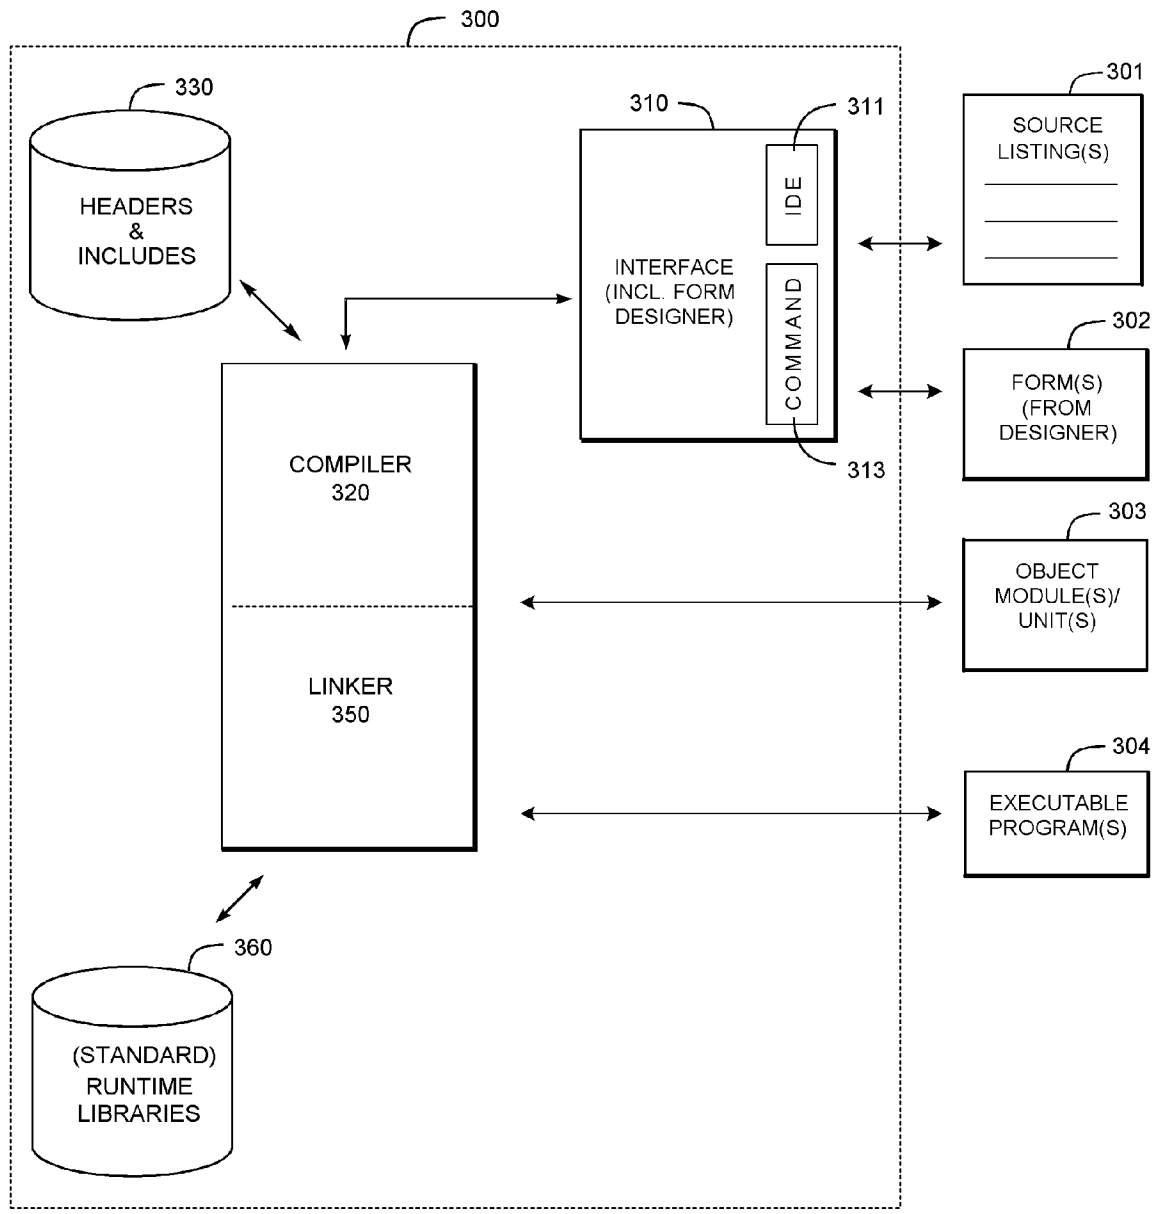 300
330
HEADERS
&
INCLUDES
310
311
IDE
INTERFACE
(INCL. FORM
DESIGNER)
COMMAND
313
301
SOURCE
LISTING(S)
302
FORM(S)
(FROM
DESIGNER)
COMPILER
320
303
OBJECT
MODULE(S)/
UNIT(S)
LINKER
350
304
EXECUTABLE
PROGRAM(S)
360
(STANDARD)
RUNTIME
LIBRARIES